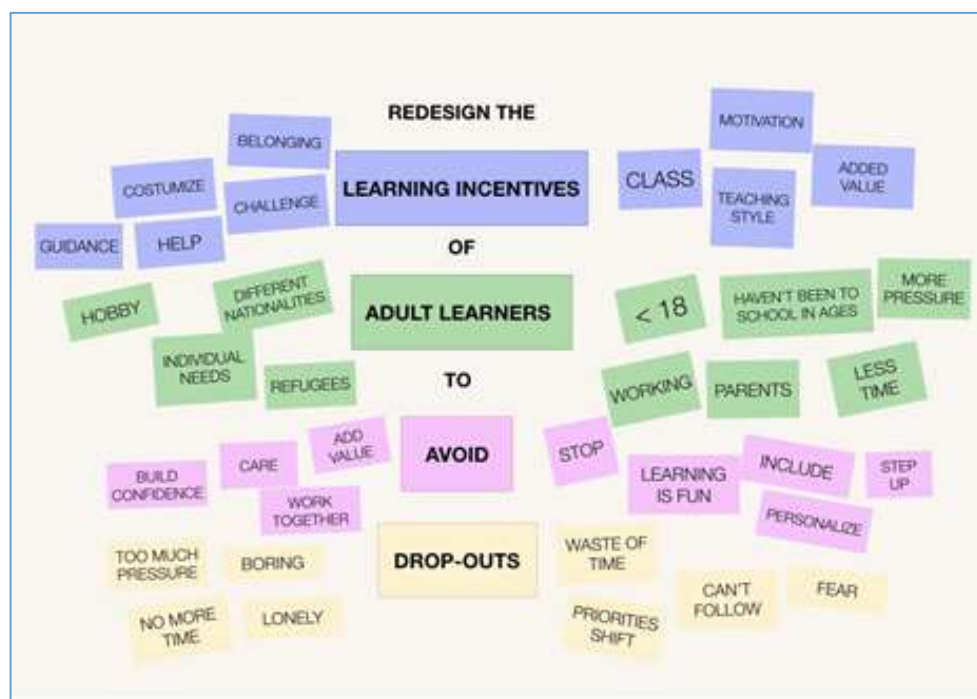 REDESIGN THE
MOTIVATION
BELONGING
COSTUMIZE
CHALLENGE
LEARNING INCENTIVES
CLASS
TEACHING
STYLE
ADDED
VALUE
GUIDANCE
HELP
OF
HOBBY
DIFFERENT
NATIONALITIES
INDIVIDUAL
NEEDS
REFUGEES
ADULT LEARNERS
< 18
HAVEN'T BEEN TO
SCHOOL IN AGES
MORE
PRESSURE
WORKING
PARENTS
LESS
TIME
TO
BUILD
CONFIDENCE
CARE
ADD
VALUE
WORK
TOGETHER
AVOID
STOP
LEARNING
IS FUN
INCLUDE
STEP
UP
PERSONALIZE
TOO MUCH
PRESSURE
BORING
NO MORE
TIME
LONELY
DROP-OUTS
WASTE OF
TIME
PRIORITIES
SHIFT
CAN'T
FOLLOW
FEAR